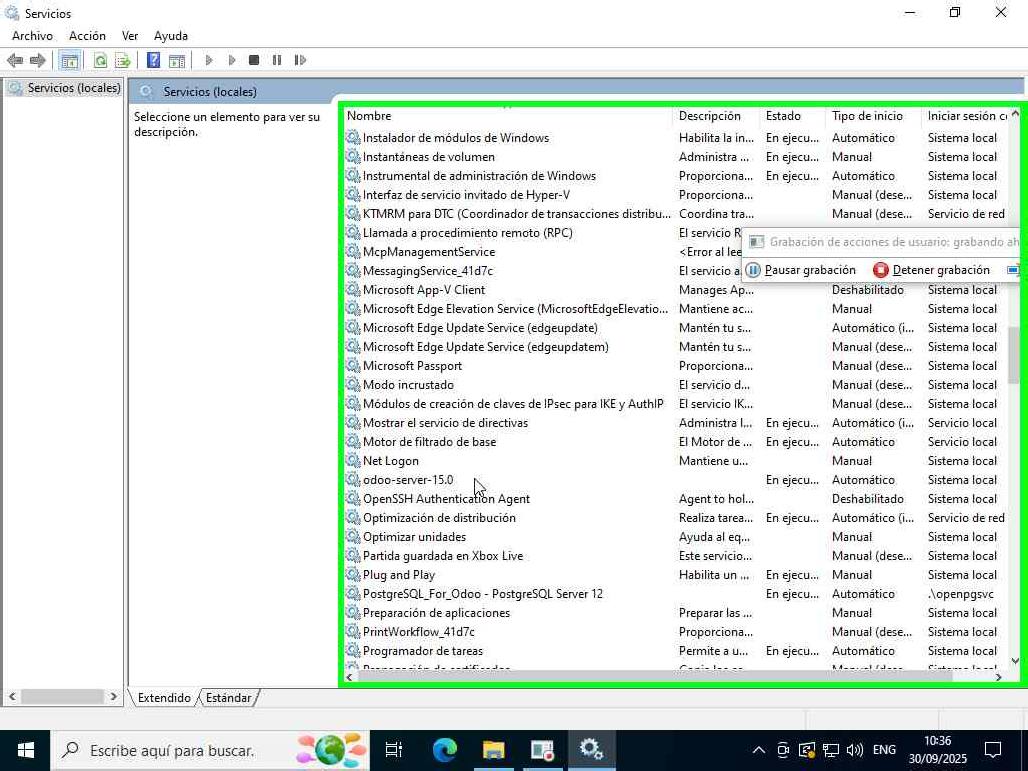 Servicios
Archivo Acción Ver Ayuda
Servicios (locales)
Servicios (locales)
Seleccione un elemento para ver su
descripción.
Nombre Descripción Estado Tipo de inicio Iniciar sesión co
Instalador de módulos de Windows Habilita la in... En ejecu... Automático Sistema local
Instantáneas de volumen Administra ... Manual Sistema local
Instrumental de administración de Windows Proporciona... En ejecu... Automático Sistema local
Interfaz de servicio invitado de Hyper-V Proporciona... Manual (dese... Sistema local
KTMRM para DTC (Coordinador de transacciones distribu... Coordina tra... Manual (dese... Servicio de red
Llamada a procedimiento remoto (RPC) El servicio R
McpManagementService <Error al lee
MessagingService_41d7c El servicio a
Microsoft App-V Client Manages Ap... Deshabilitado Sistema local
Microsoft Edge Elevation Service (MicrosoftEdgeElevatio... Mantiene ac... Manual Sistema local
Microsoft Edge Update Service (edgeupdate) Mantén tu s... Automático (i... Sistema local
Microsoft Edge Update Service (edgeupdatem) Mantén tu s... Manual (dese... Sistema local
Microsoft Passport Proporciona... Manual (dese... Sistema local
Modo incrustado El servicio d... Manual (dese... Sistema local
Módulos de creación de claves de IPsec para IKE y AuthIP El servicio IK... Manual (dese... Sistema local
Mostrar el servicio de directivas Administra l... En ejecu... Automático (i... Servicio local
Motor de filtrado de base El Motor de ... En ejecu... Automático Servicio local
Net Logon Mantiene u... Manual Sistema local
odoo-server-15.0 En ejecu... Automático Sistema local
OpenSSH Authentication Agent Agent to hol... Deshabilitado Sistema local
Optimización de distribución Realiza tarea... En ejecu... Automático (i... Servicio de red
Optimizar unidades Ayuda al eq... Manual Sistema local
Partida guardada en Xbox Live Este servicio... Manual (dese... Sistema local
Plug and Play Habilita un ... En ejecu... Manual Sistema local
PostgreSQL_For_Odoo - PostgreSQL Server 12 En ejecu... Automático .\openpgsvc
Preparación de aplicaciones Preparar las ... Manual Sistema local
PrintWorkflow_41d7c Proporciona... Manual (dese... Sistema local
Programador de tareas Permite a u... En ejecu... Automático Sistema local
Grabación de acciones de usuario: grabando ah
Pausar grabación Detener grabación
Extendido Estándar
Escribe aquí para buscar.
ENG
10:36
30/09/2025